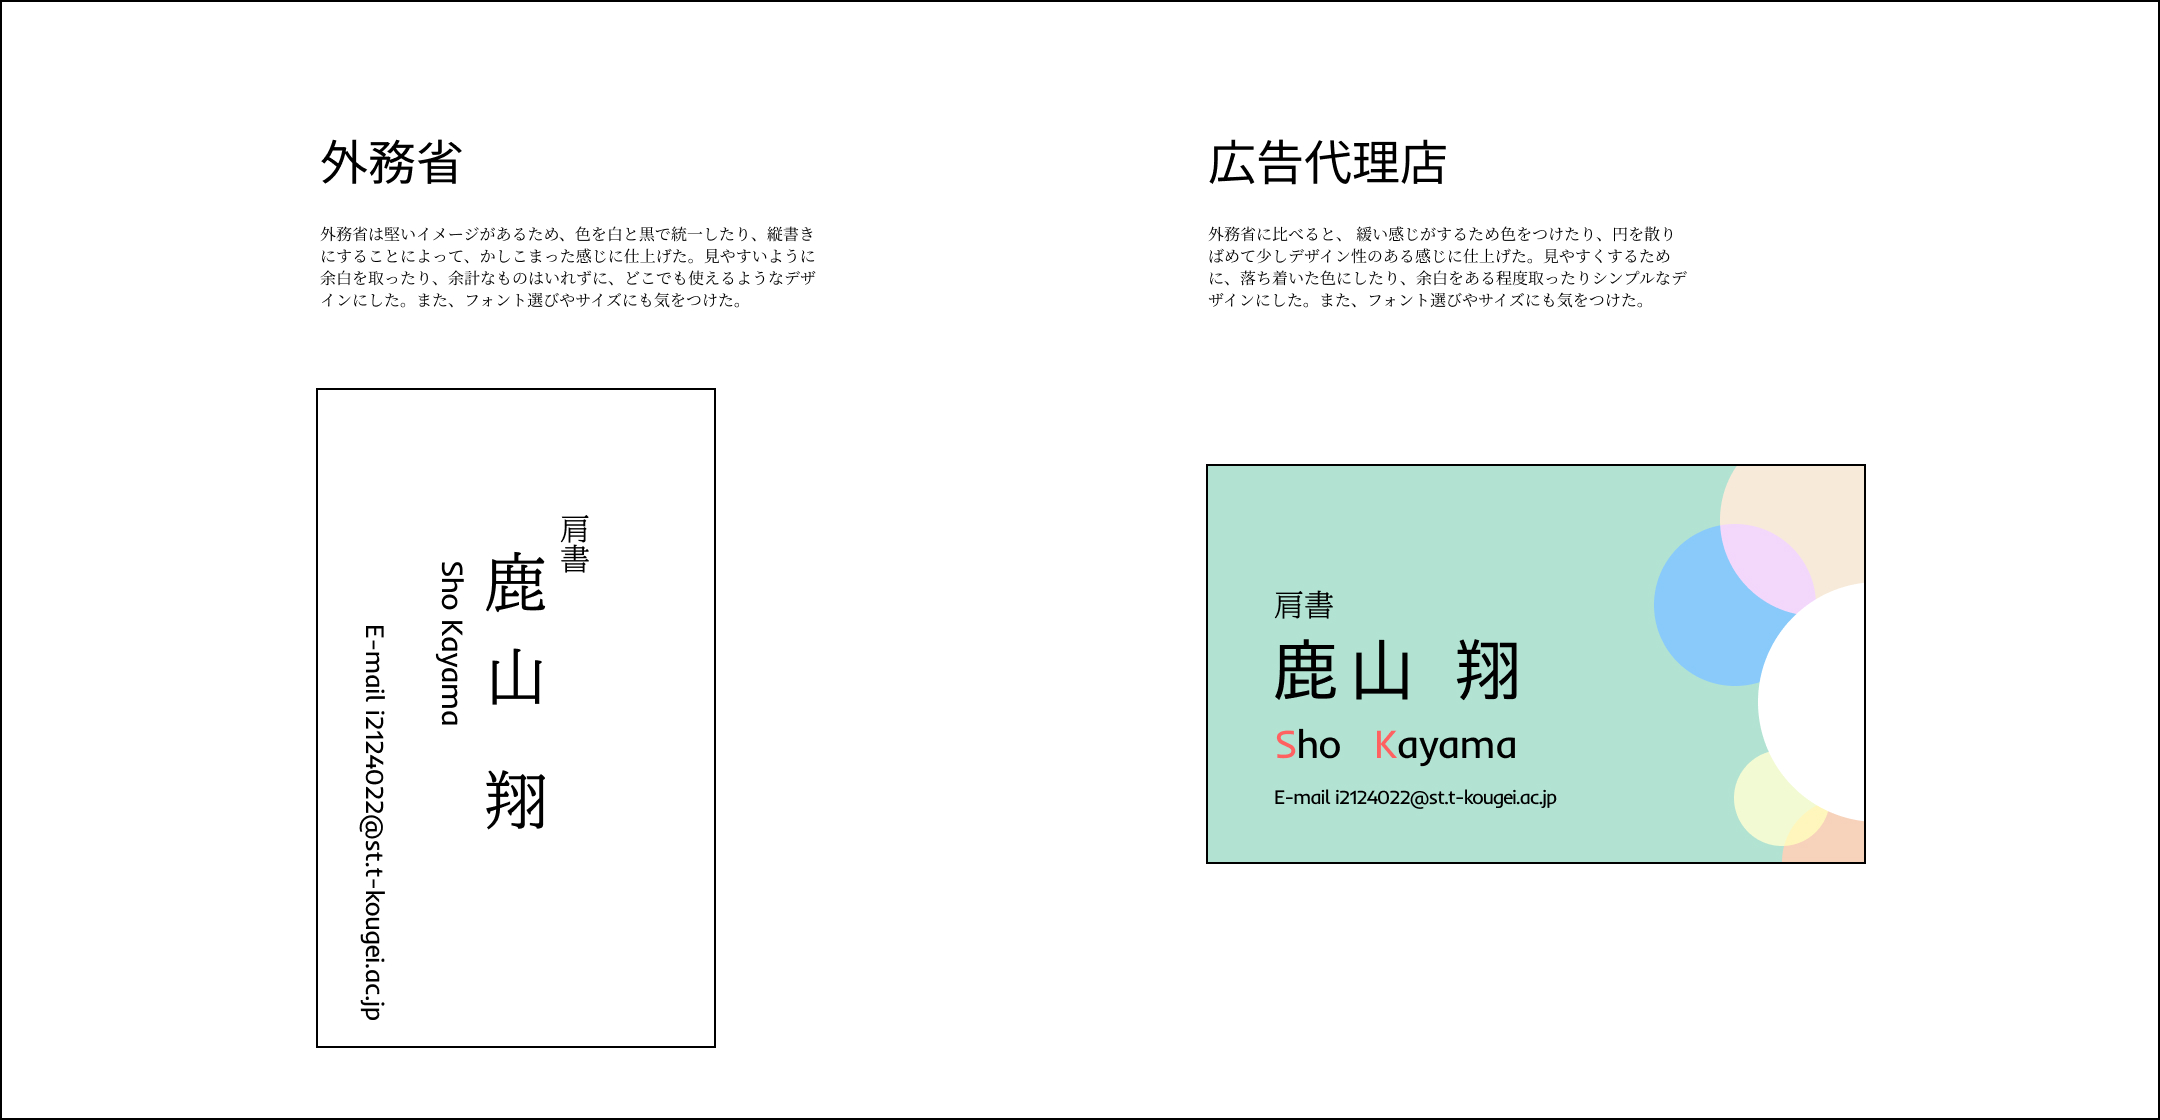 外務省
外務省は堅いイメージがあるため、色を白と黒で統一したり、縦書き
にすることによって、かしこまった感じに仕上げた。見やすいように
余白を取ったり、余計なものはいれずに、どこでも使えるようなデザ
インにした。また、フォント選びやサイズにも気をつけた。
肩書
鹿山 翔
Sho Kayama
E-mail i2124022@st.t-kougei.ac.jp
広告代理店
外務省に比べると、 緩い感じがするため色をつけたり、円を散り
ばめて少しデザイン性のある感じに仕上げた。見やすくするため
に、落ち着いた色にしたり、余白をある程度取ったりシンプルなデ
ザインにした。また、フォント選びやサイズにも気をつけた。
肩書
鹿山 翔
Sho Kayama
E-mail i2124022@st.t-kougei.ac.jp